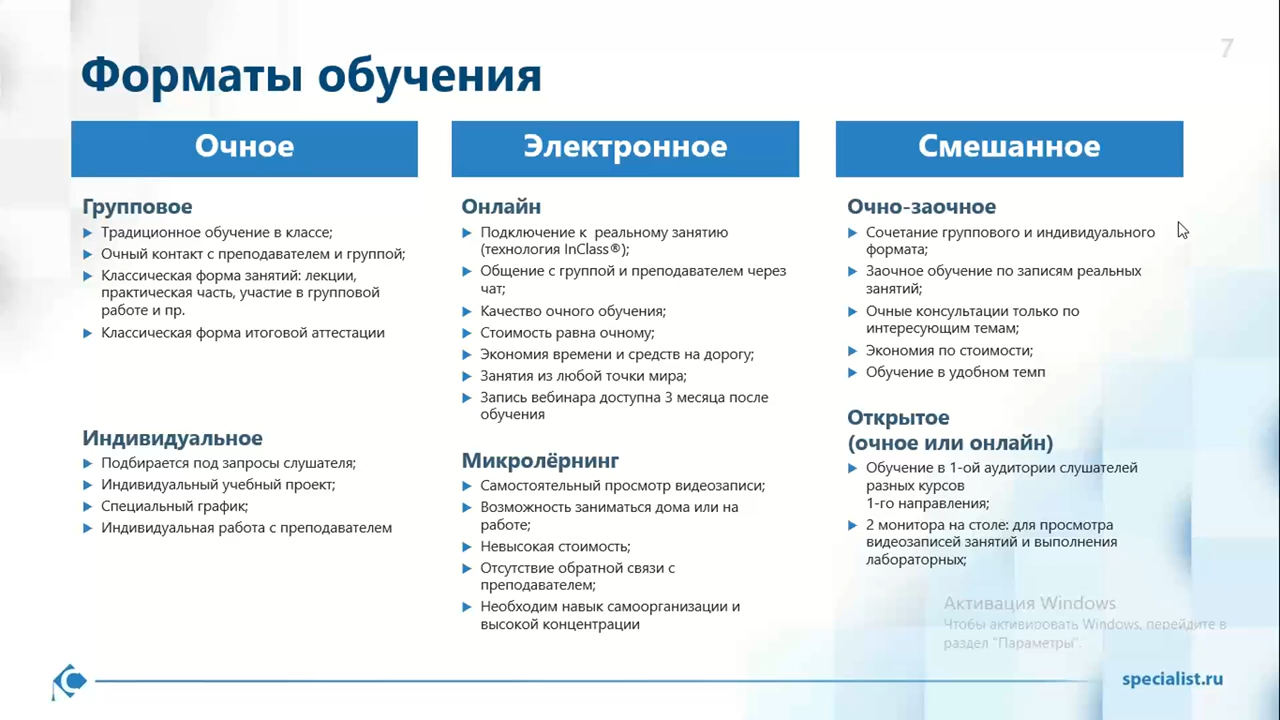 7
Форматы обучения
Очное
Групповое
Традиционное обучение в классе;
Очный контакт с преподавателем и группой;
Классическая форма занятий: лекции,
практическая часть, участие в групповой
работе и пр.
Классическая форма итоговой аттестации
Индивидуальное
Подбирается под запросы слушателя;
Индивидуальный учебный проект;
Специальный график;
Индивидуальная работа с преподавателем
Электронное
Онлайн
Подключение к реальному занятию
(технология InClass®);
Общение с группой и преподавателем через
чат;
Качество очного обучения;
Стоимость равна очному;
Экономия времени и средств на дорогу;
Занятия из любой точки мира;
Запись вебинара доступна 3 месяца после
обучения
Микролёрнинг
Самостоятельный просмотр видеозаписи;
Возможность заниматься дома или на
работе;
Невысокая стоимость;
Отсутствие обратной связи с
преподавателем;
Необходим навык самоорганизации и
высокой концентрации
Смешанное
Очно-заочное
Сочетание группового и индивидуального
формата;
Заочное обучение по записям реальных
занятий;
Очные консультации только по
интересующим темам;
Экономия по стоимости;
Обучение в удобном темп
Открытое
(очное или онлайн)
Обучение в 1-ой аудитории слушателей
разных курсов
1-го направления;
2 монитора на столе: для просмотра
видеозаписей занятий и выполнения
лабораторных;
Активация Windows
Чтобы активировать Windows, перейдите в
раздел "Параметры".
specialist.ru